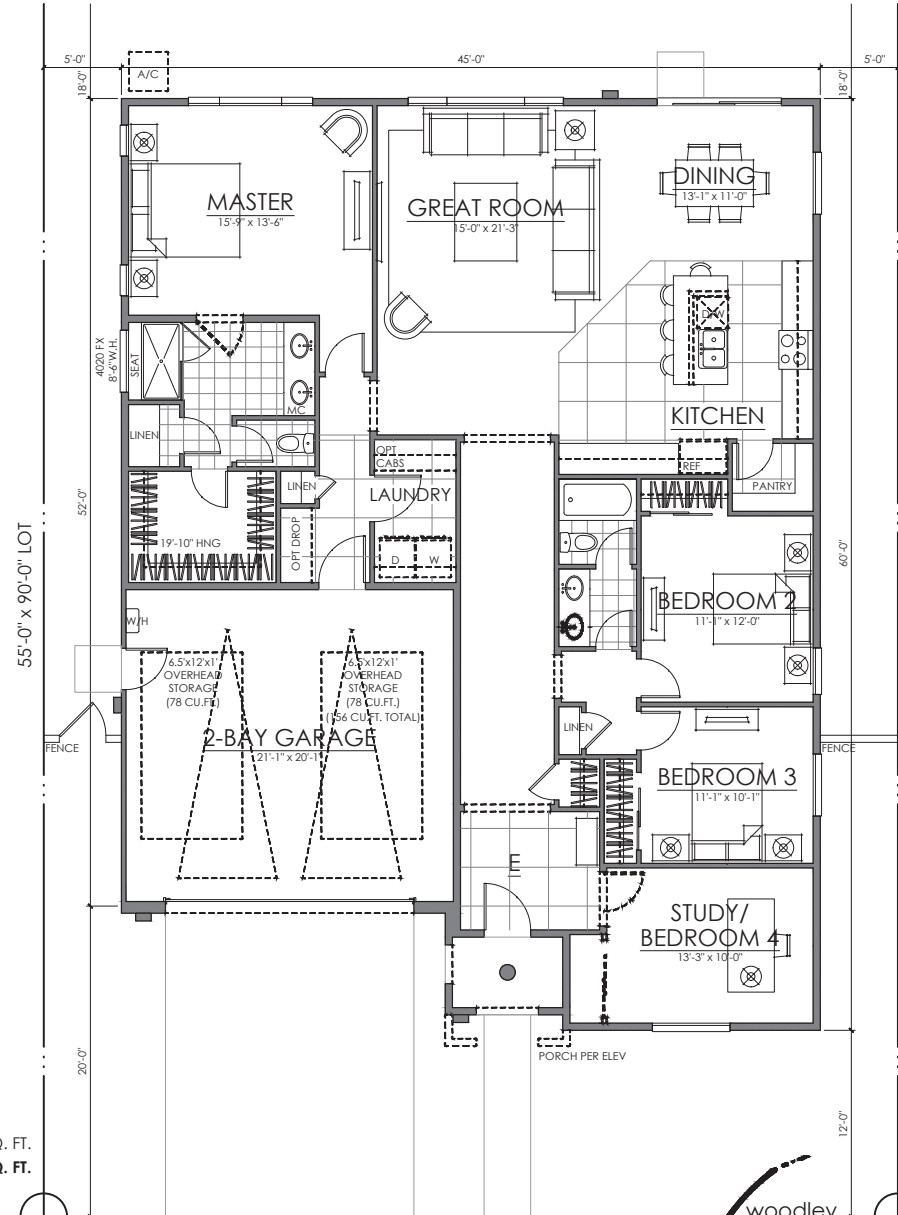 5'-0"
45'-0"
5'-0"
A/C
18'-0"
18'-0"
MASTER
15'-9" x 13'-6"
GREAT ROOM
15'-0" x 21'-3"
DINING
13'-1" x 11'-0"
D/W
4020 FX
8'-6"W.H.
SEAT
MC
KITCHEN
LINEN
OPT
CABS
REF
PANTRY
LINEN
LAUNDRY
52'-0"
19'-10" HNG
OPT DROP
D
W
60'-0"
55'-0" x 90'-0" LOT
BEDROOM 2
11'-1" x 12'-0"
W/H
6.5'x12'x1'
OVERHEAD
STORAGE
(78 CU.FT.)
6.5'x12'x1'
OVERHEAD
STORAGE
(78 CU.FT.)
(156 CU.FT. TOTAL)
2-BAY GARAGE
21'-1" x 20'-1"
LINEN
FENCE
FENCE
BEDROOM 3
11'-1" x 10'-1"
E
STUDY/
BEDROOM 4
13'-3" x 10'-0"
PORCH PER ELEV
20'-0"
12'-0"
Q. FT.
Q. FT.
woodley